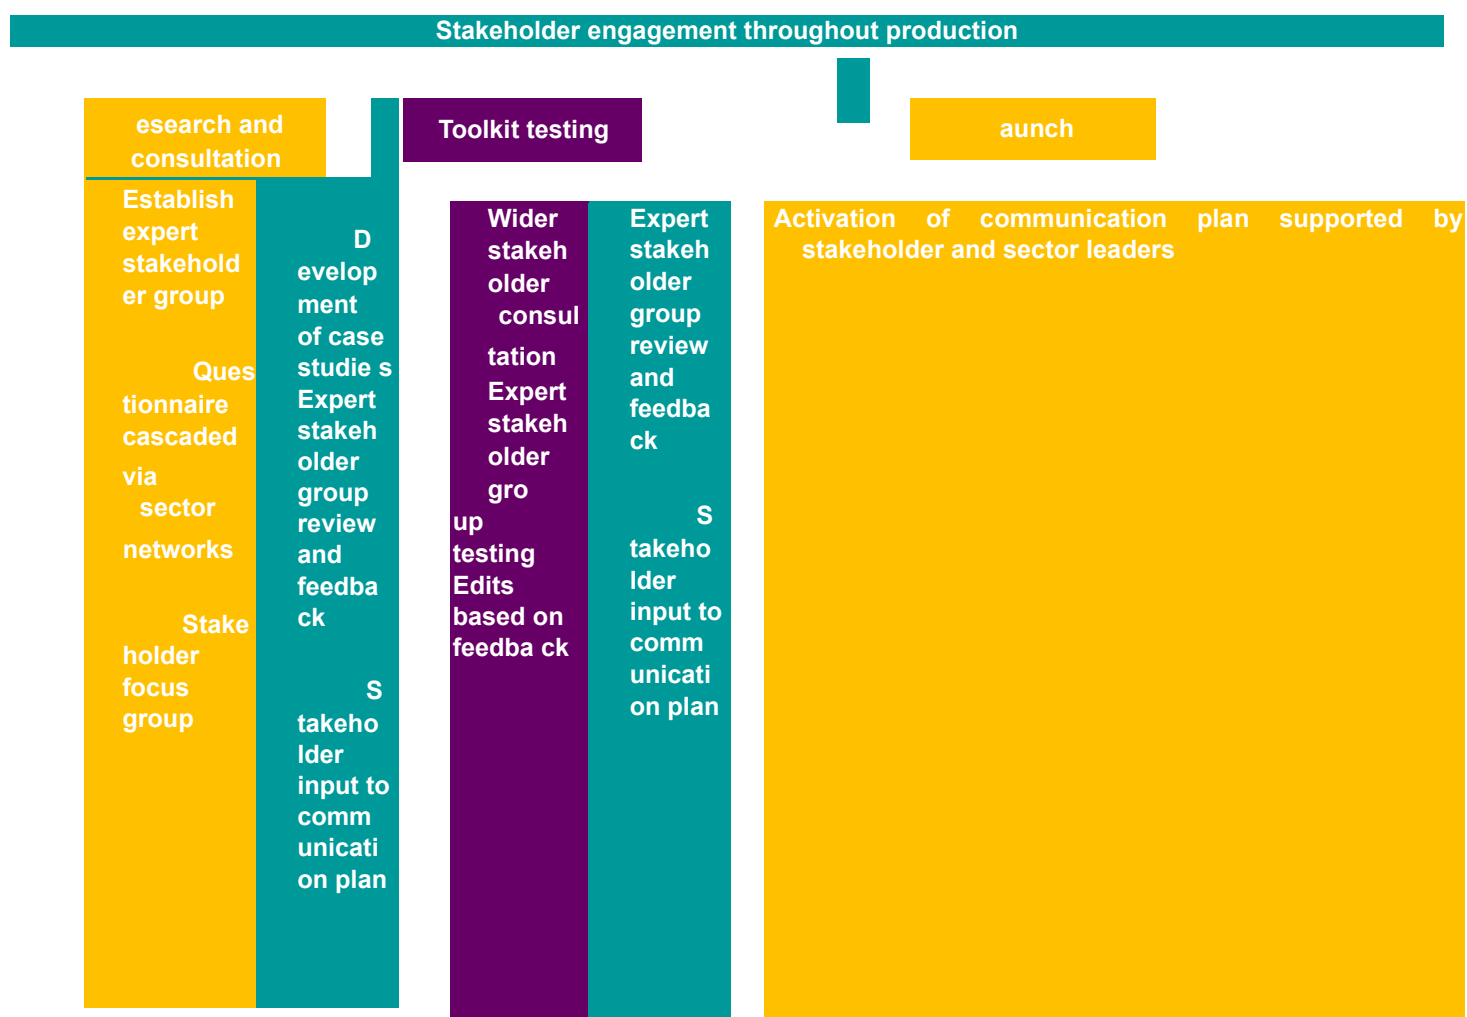 Stakeholder engagement throughout production
esearch and
consultation
Toolkit testing
aunch
Establish
expert
stakehold
er group
Ques
tionnaire
cascaded
via
sector
networks
Stake
holder
focus
group
D
evelop
ment
of case
studie s
Expert
stakeh
older
group
review
and
feedba
ck
S
takeho
lder
input to
comm
unicati
on plan
Wider
stakeh
older
consul
tation
Expert
stakeh
older
gro
up
testing
Edits
based on
feedba ck
Expert
stakeh
older
group
review
and
feedba
ck
S
takeho
lder
input to
comm
unicati
on plan
Activation of communication plan supported by
stakeholder and sector leaders